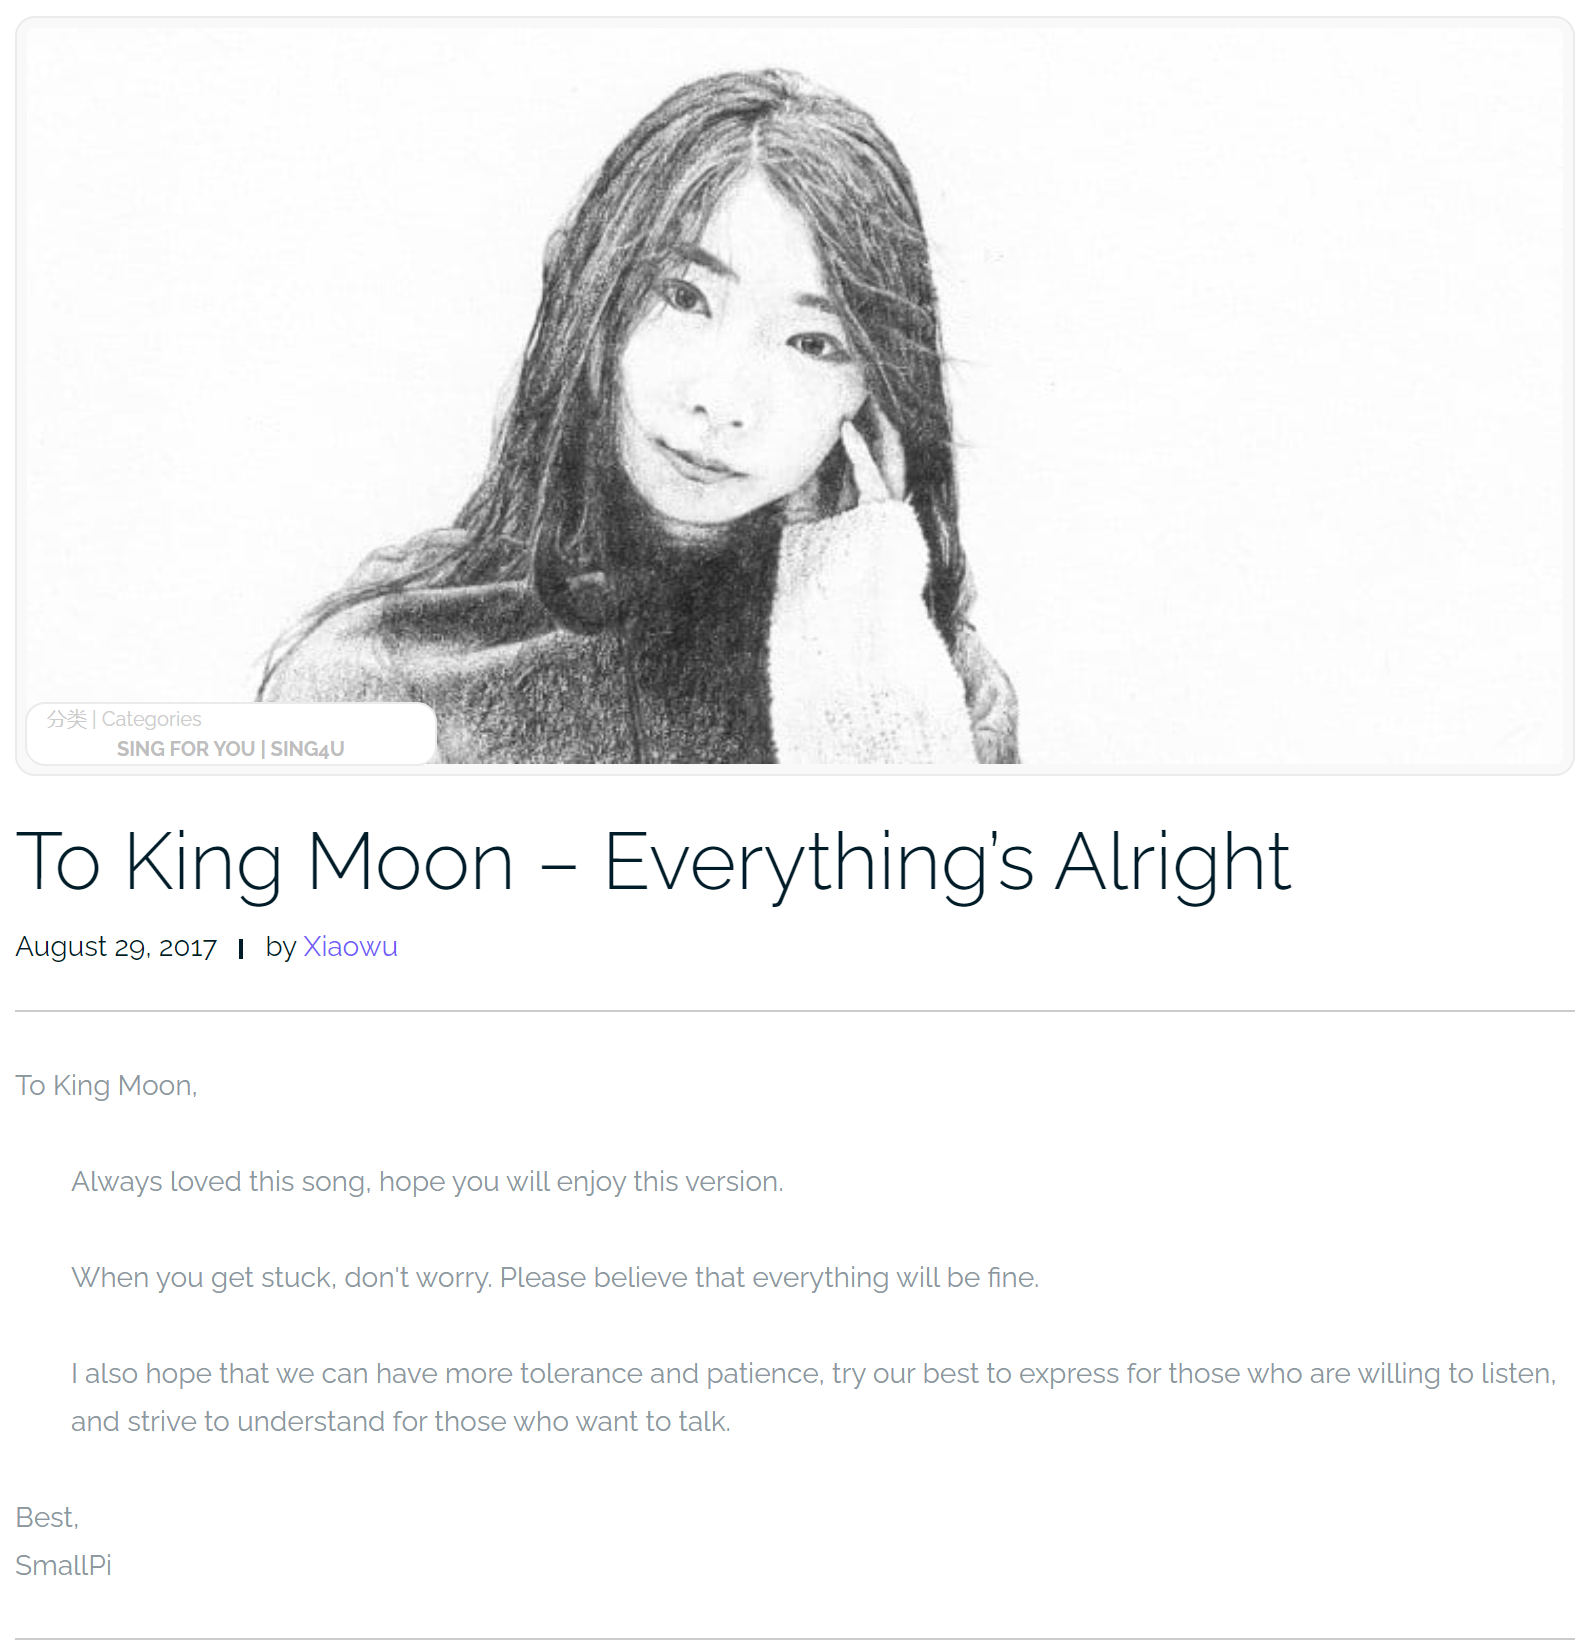 分类 | Categories
SING FOR YOU | SING4U
To King Moon – Everything’s Alright
August 29, 2017 | by Xiaowu
To King Moon,
Always loved this song, hope you will enjoy this version.
When you get stuck, don't worry. Please believe that everything will be fine.
I also hope that we can have more tolerance and patience, try our best to express for those who are willing to listen,
and strive to understand for those who want to talk.
Best,
SmallPi